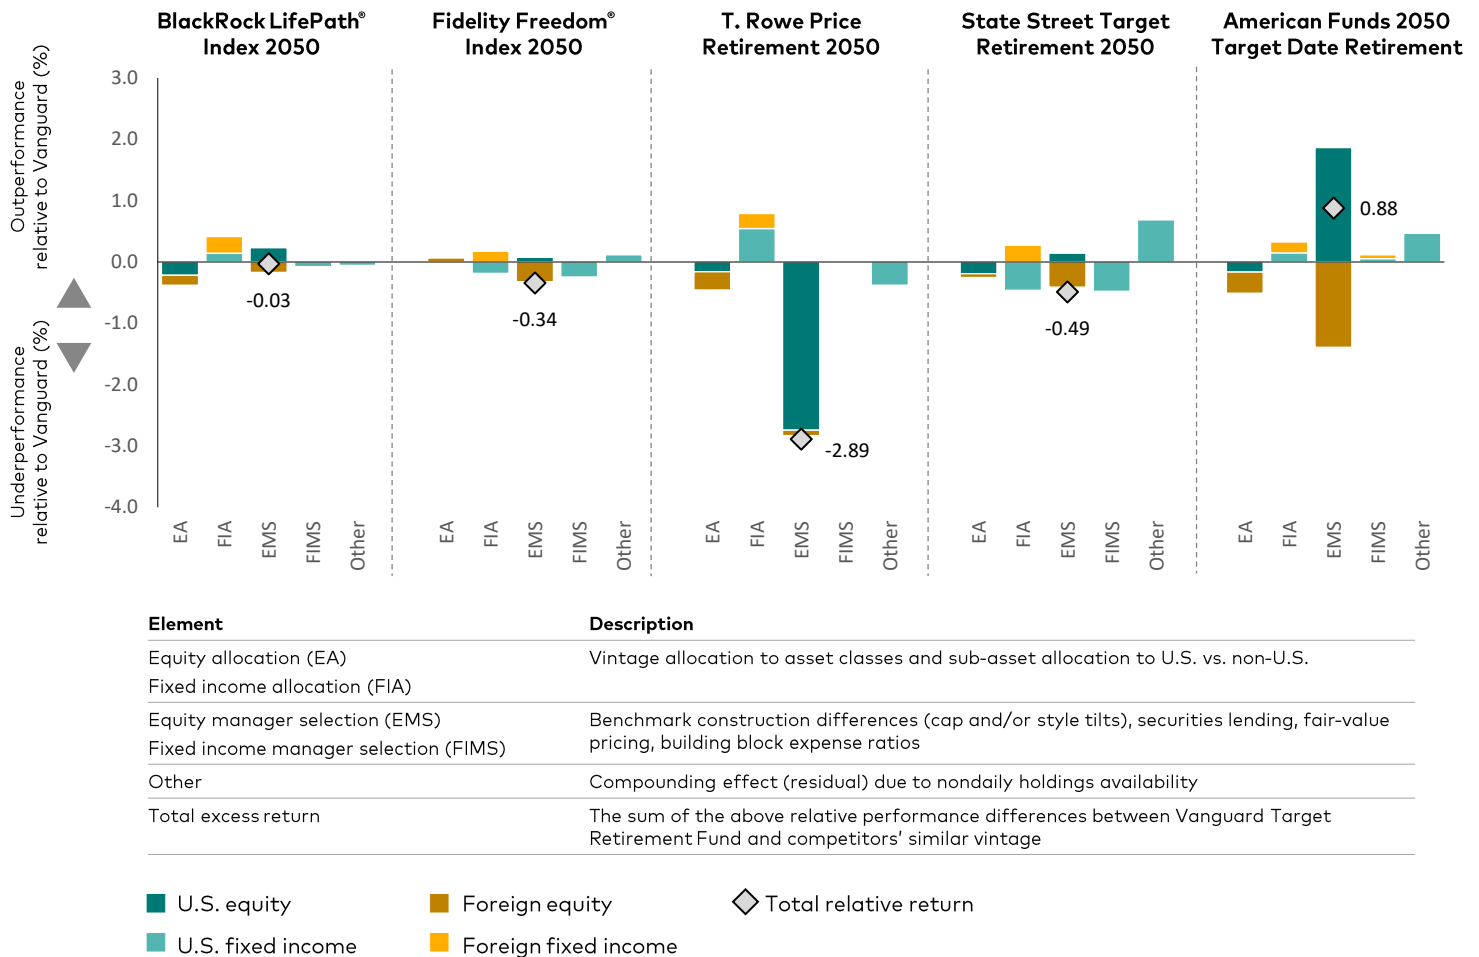 BlackRock LifePath®
Index 2050
Fidelity Freedom®
Index 2050
T. Rowe Price
Retirement 2050
State Street Target
Retirement 2050
American Funds 2050
Target Date Retirement
Outperformance
relative to Vanguard (%)
Underperformance
relative to Vanguard (%)
3.0
2.0
1.0
0.0
-1.0
-2.0
-3.0
-4.0
-0.03
-0.34
-2.89
-0.49
0.88
EA
FIA
EMS
FIMS
Other
EA
FIA
EMS
FIMS
Other
EA
FIA
EMS
FIMS
Other
EA
FIA
EMS
FIMS
Other
EA
FIA
EMS
FIMS
Other
Element
Description
Equity allocation (EA)
Vintage allocation to asset classes and sub-asset allocation to U.S. vs. non-U.S.
Fixed income allocation (FIA)
Equity manager selection (EMS)
Benchmark construction differences (cap and/or style tilts), securities lending, fair-value
pricing, building block expense ratios
Fixed income manager selection (FIMS)
Other
Compounding effect (residual) due to nondaily holdings availability
Total excess return
The sum of the above relative performance differences between Vanguard Target
Retirement Fund and competitors’ similar vintage
U.S. equity
Foreign equity
Total relative return
U.S. fixed income
Foreign fixed income